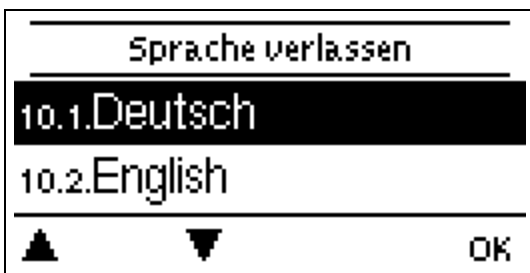 Sprache verlassen
10.1.Deutsch
10.2.English
▲ ▼ OK